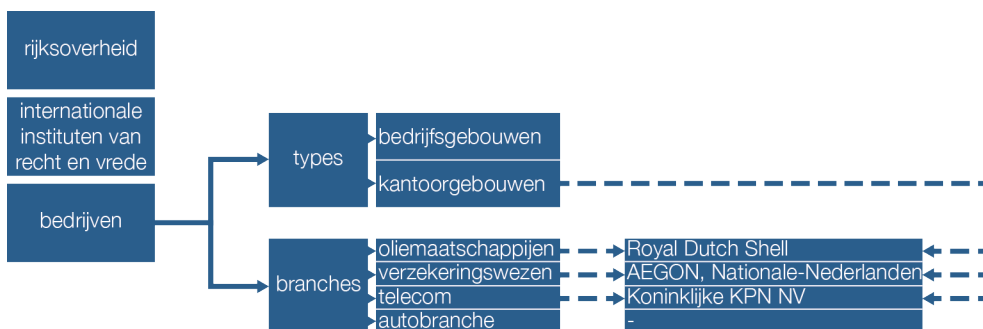 rijksoverheid
internationale
instituten van
recht en vrede
bedrijven
types
bedrijfsgebouwen
kantoorgebouwen
branches
oliemaatschappijen
Royal Dutch Shell
verzekeringswezen
AEGON, Nationale-Nederlanden
telecom
Koninklijke KPN NV
autobranche
-